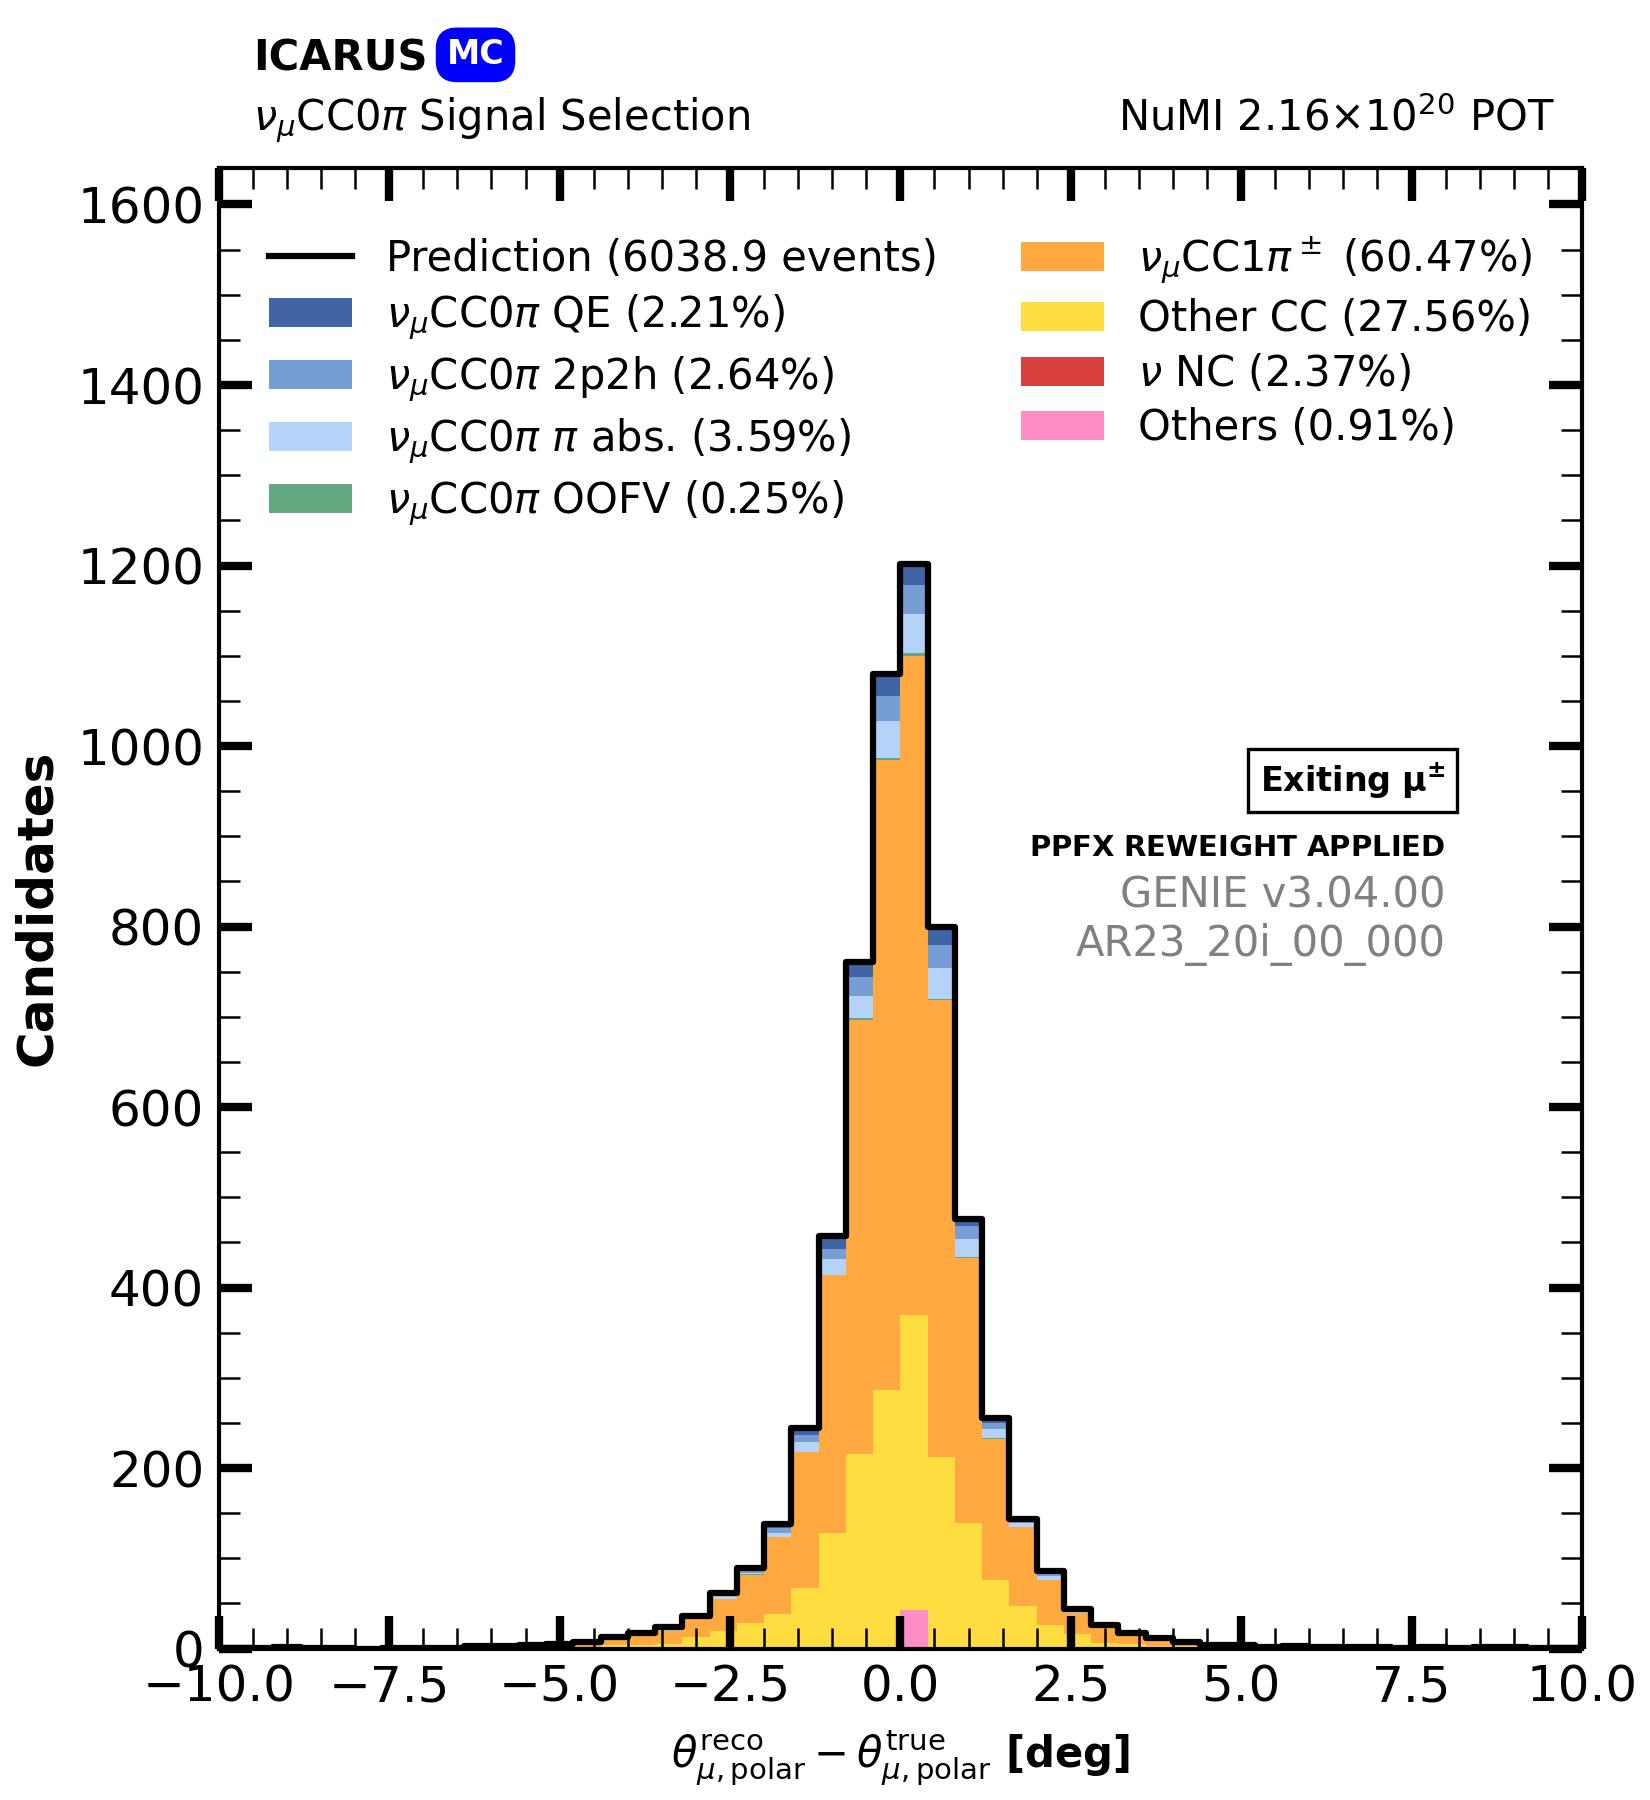 ICARUS MC
νμCC0π Signal Selection
NuMI 2.16×10²⁰ POT
Prediction (6038.9 events)
νμCC0π QE (2.21%)
νμCC0π 2p2h (2.64%)
νμCC0π π abs. (3.59%)
νμCC0π OOFV (0.25%)
νμCC1π± (60.47%)
Other CC (27.56%)
ν NC (2.37%)
Others (0.91%)
Exiting μ±
PPFX REWEIGHT APPLIED
GENIE v3.04.00
AR23_20i_00_000
Candidates
1600
1400
1200
1000
800
600
400
200
0
−10.0 −7.5 −5.0 −2.5 0.0 2.5 5.0 7.5 10.0
θ^reco_μ,polar − θ^true_μ,polar [deg]